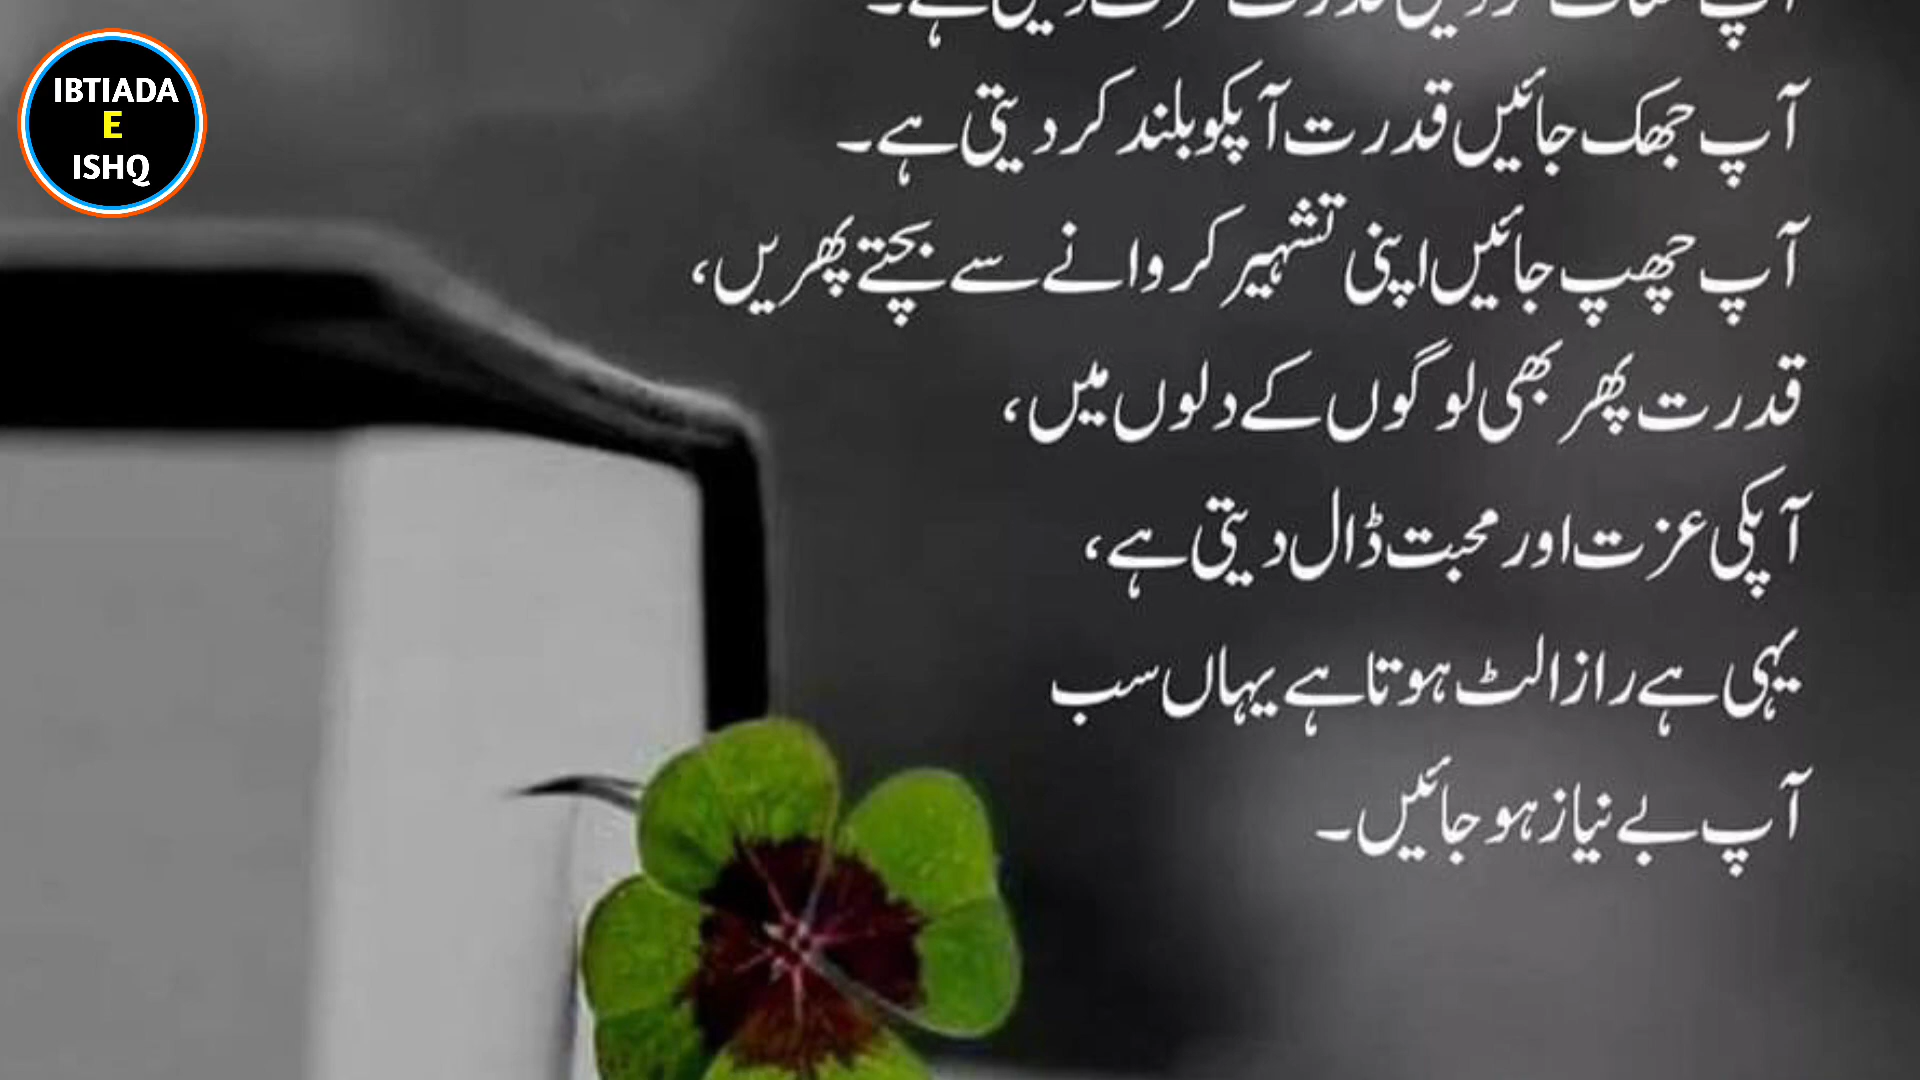 IBTIADA
E
ISHQ
آپ جھک جائیں قدرت آپکو بلند کر دیتی ہے۔
آپ چھپ جائیں اپنی تشہیر کروانے سے بچتے پھریں،
قدرت پھر بھی لوگوں کے دلوں میں،
آپکی عزت اور محبت ڈال دیتی ہے،
یہی ہے راز الٹ ہوتا ہے یہاں سب
آپ بے نیاز ہو جائیں۔